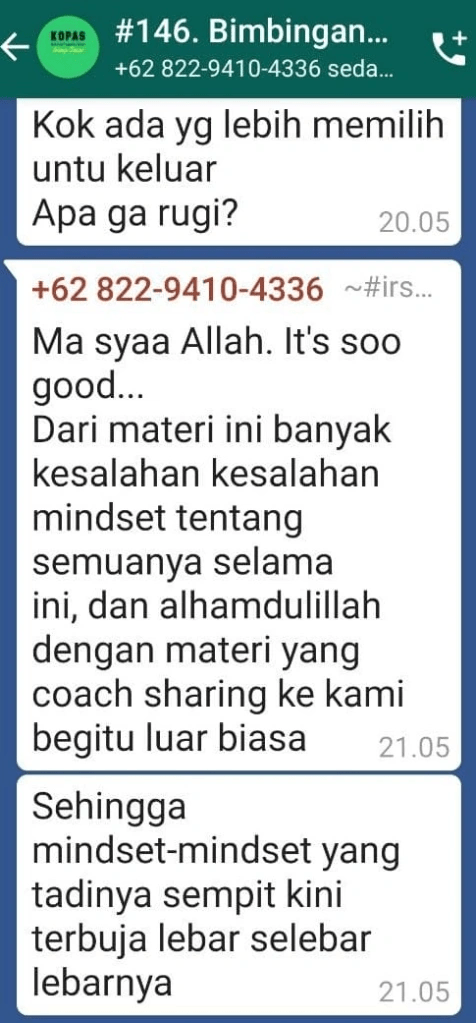 KOPAS
#146. Bimbingan...
+62 822-9410-4336 seda...
Kok ada yg lebih memilih
untu keluar
Apa ga rugi?
20.05
+62 822-9410-4336 ~#irs...
Ma syaa Allah. It's soo
good...
Dari materi ini banyak
kesalahan kesalahan
mindset tentang
semuanya selama
ini, dan alhamdulillah
dengan materi yang
coach sharing ke kami
begitu luar biasa
21.05
Sehingga
mindset-mindset yang
tadinya sempit kini
terbuja lebar selebar
lebarnya
21.05